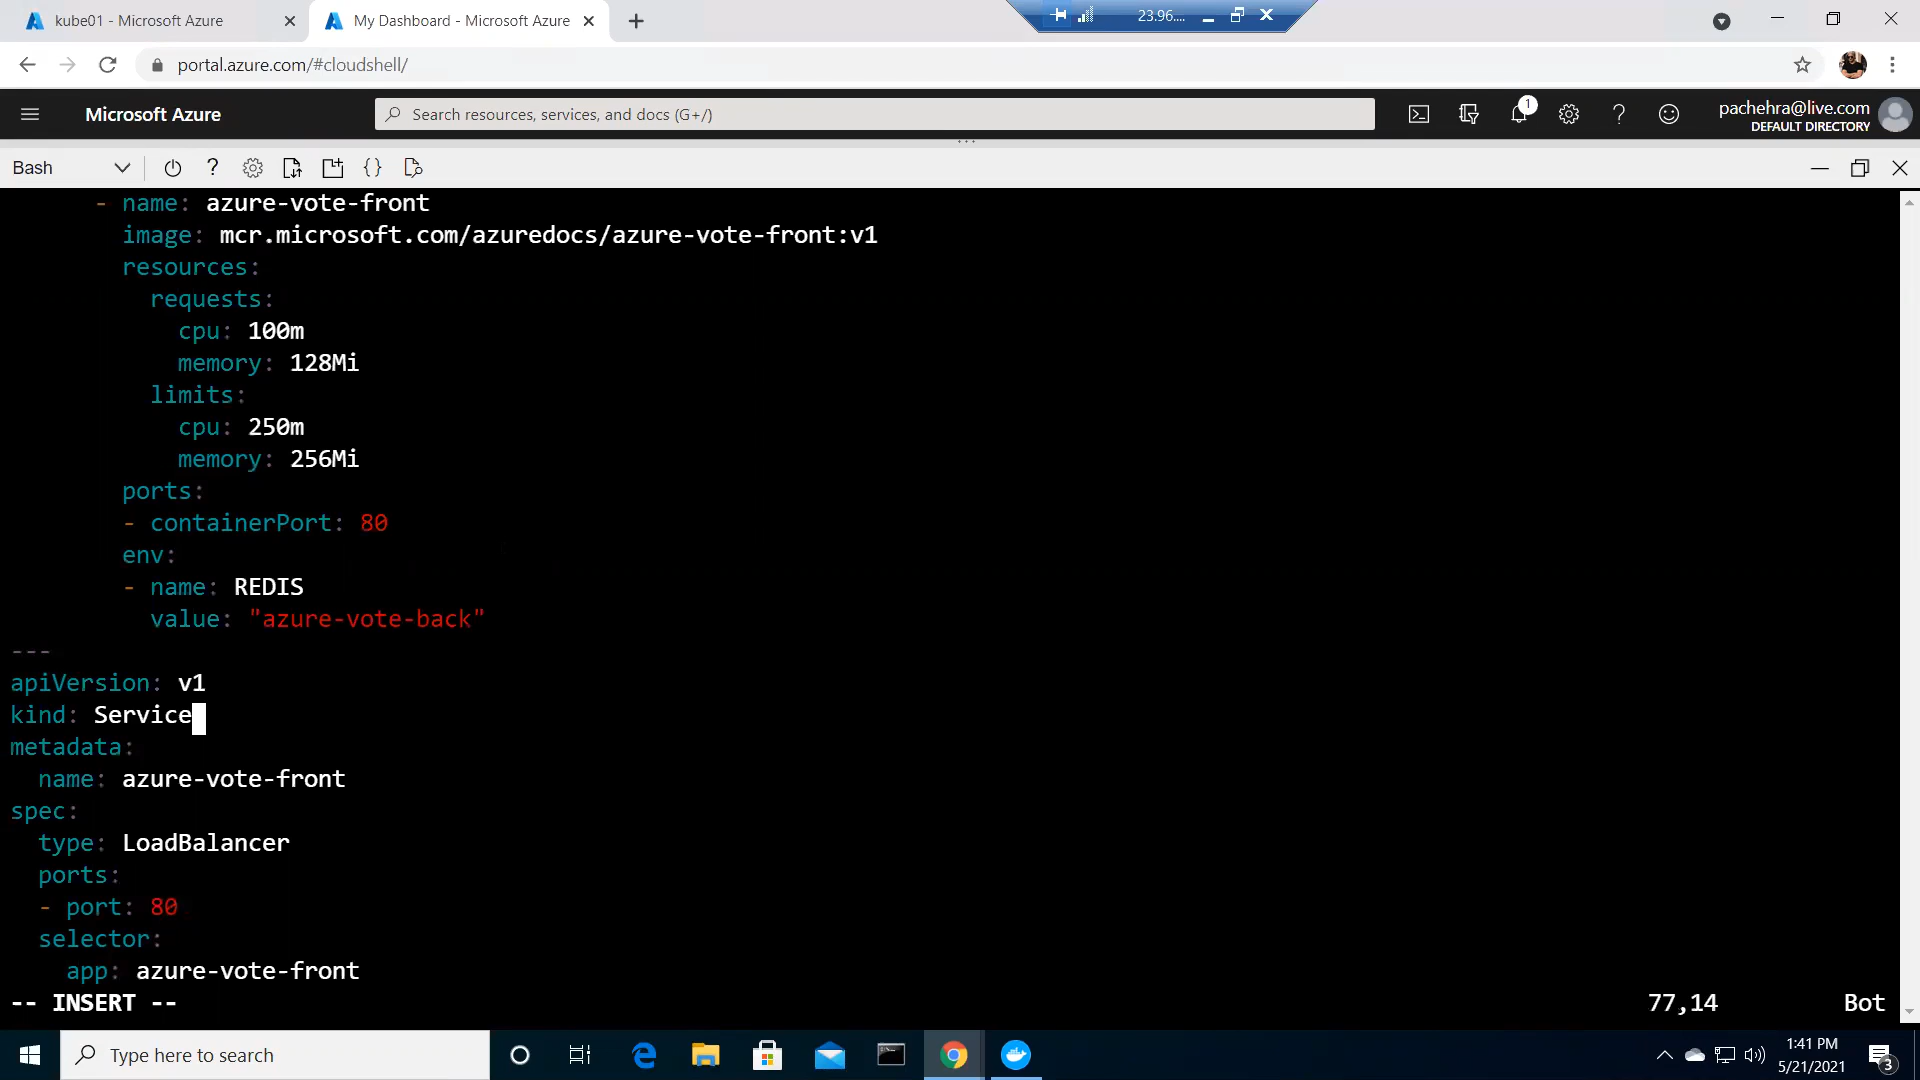 kube01 - Microsoft Azure
My Dashboard - Microsoft Azure
23.96....
portal.azure.com/#cloudshell/
Microsoft Azure
Search resources, services, and docs (G+/)
1
pachehra@live.com
DEFAULT DIRECTORY
Bash
- name: azure-vote-front
image: mcr.microsoft.com/azuredocs/azure-vote-front:v1
resources:
requests:
cpu: 100m
memory: 128Mi
limits:
cpu: 250m
memory: 256Mi
ports:
- containerPort: 80
env:
- name: REDIS
value: "azure-vote-back"
---
apiVersion: v1
kind: Service
metadata:
name: azure-vote-front
spec:
type: LoadBalancer
ports:
- port: 80
selector:
app: azure-vote-front
-- INSERT --
77,14
Bot
Type here to search
1:41 PM
5/21/2021
3